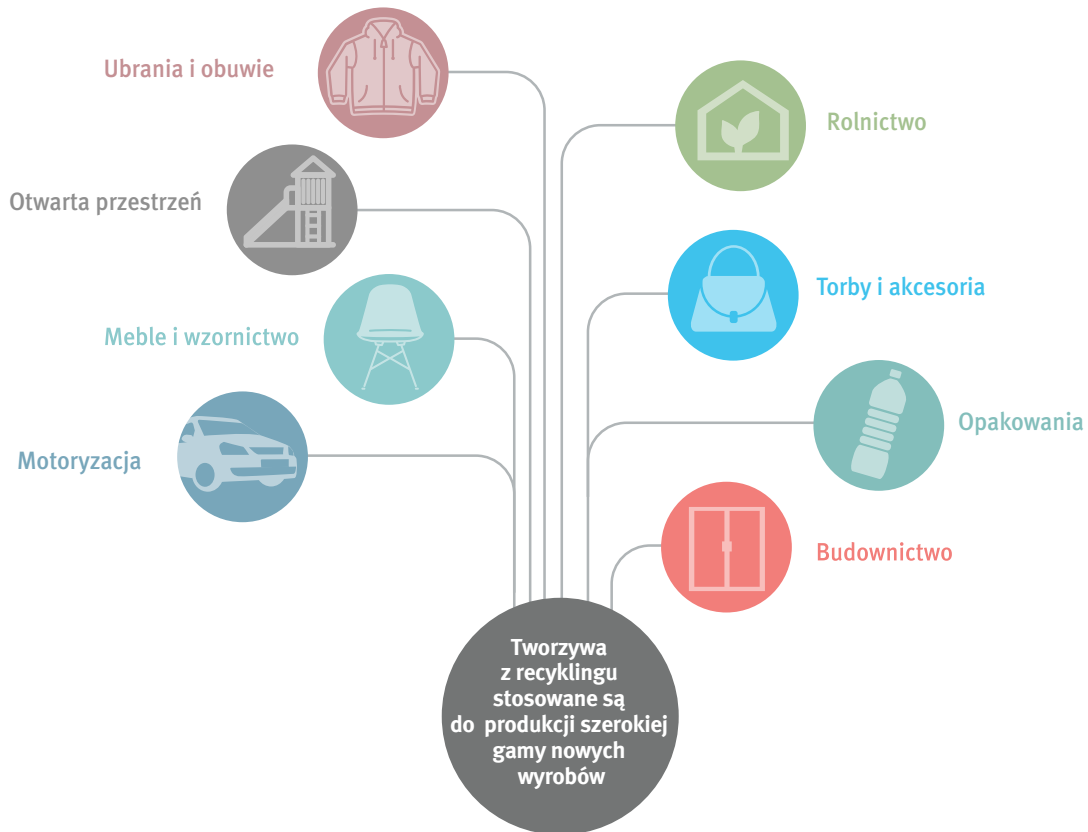 Ubrania i obuwie
Rolnictwo
Otwarta przestrzeń
Torby i akcesoria
Meble i wzornictwo
Opakowania
Motoryzacja
Budownictwo
Tworzywa
z recyklingu
stosowane są
do produkcji szerokiej
gamy nowych
wyrobów